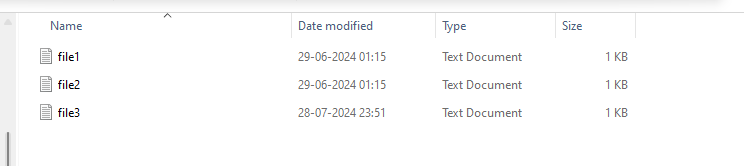 Name Date modified Type Size
file1 29-06-2024 01:15 Text Document 1 KB
file2 29-06-2024 01:15 Text Document 1 KB
file3 28-07-2024 23:51 Text Document 1 KB